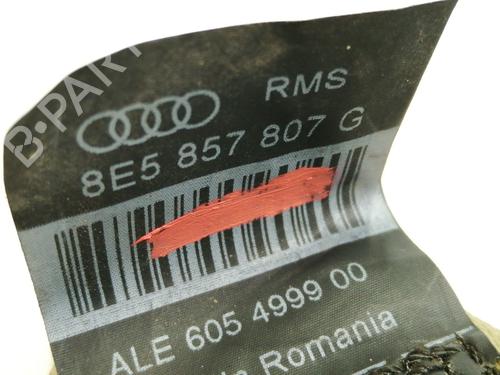 B-PART
RMS
8E5 857 807 G
ALE 605 4999 00
Romania